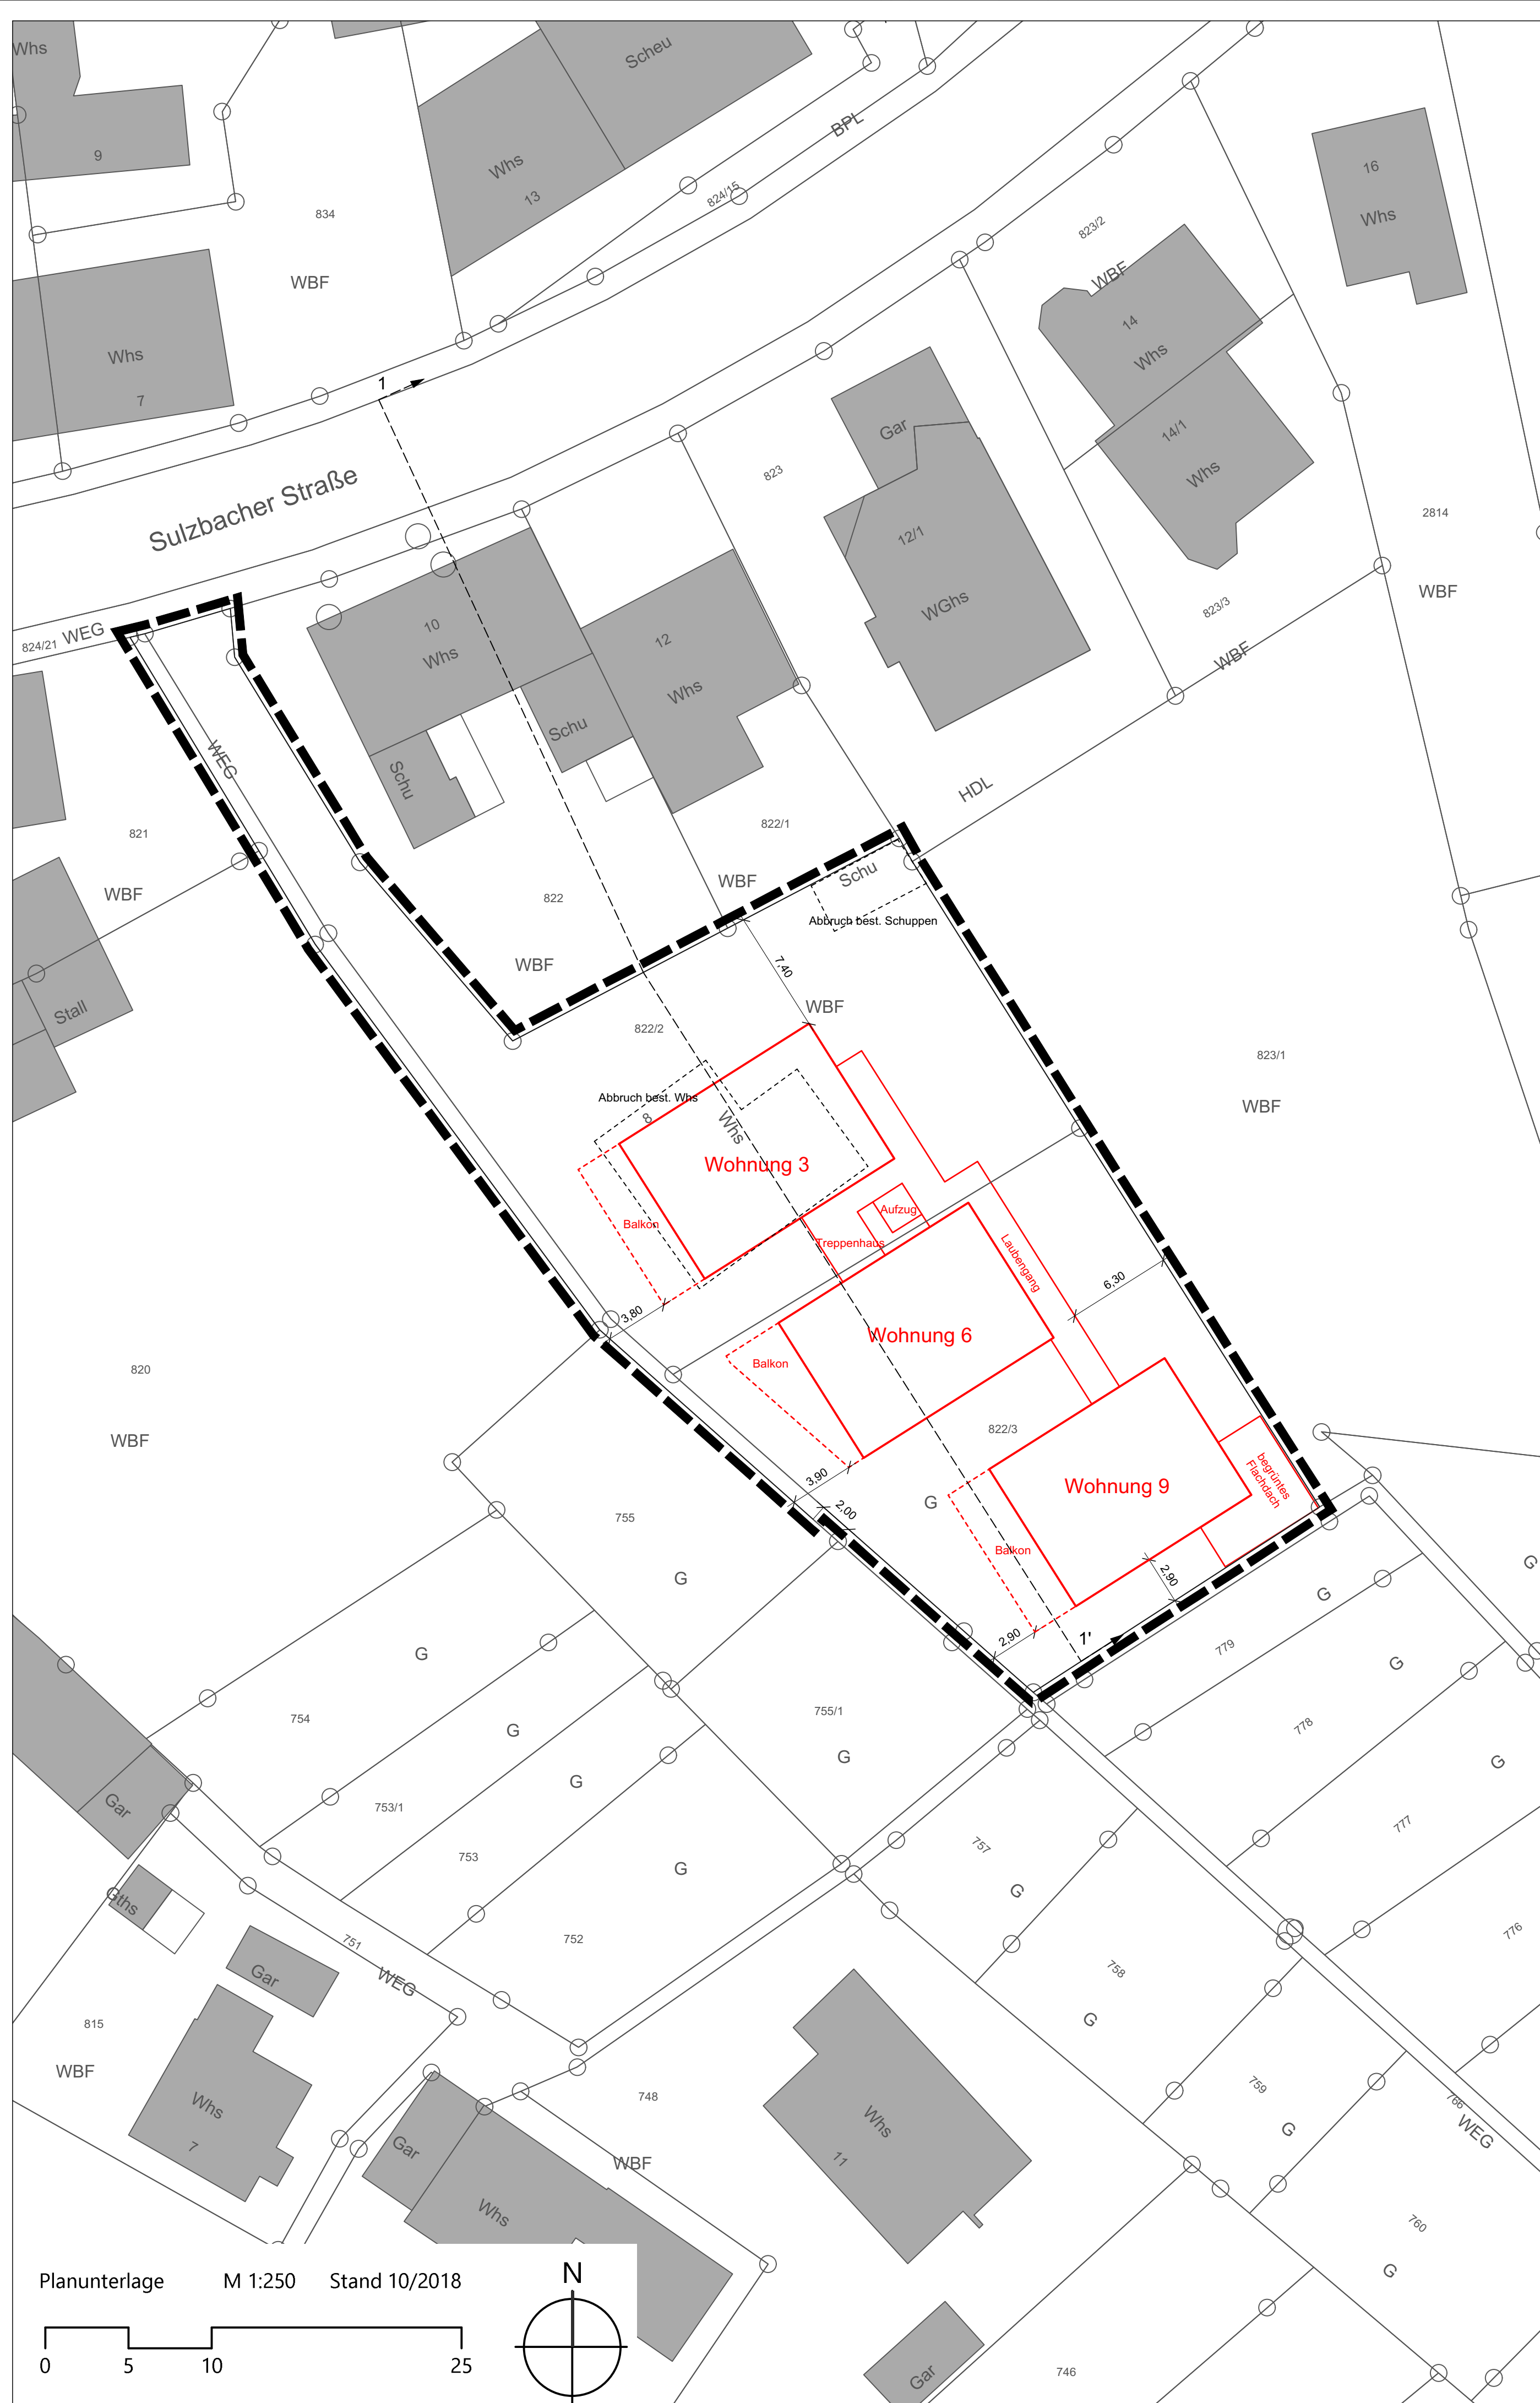 Whs
9
834
WBF
Whs
7
Scheu
Whs
13
BPL
824/15
823/2
WBF
14
Whs
14/1
Whs
16
Whs
1
Sulzbacher Straße
823
Gar
12/1
WGhs
2814
WBF
823/3
WBF
824/21
WEG
10
Whs
12
Whs
Schu
Schu
WEG
HDL
821
WBF
822/1
WBF
Schu
822
WBF
Abbruch best. Schuppen
Stall
7,40
WBF
822/2
823/1
WBF
Abbruch best. Whs
8
Whs
Wohnung 3
Balkon
Aufzug
Treppenhaus
Laubengang
6,30
3,80
Wohnung 6
Balkon
820
WBF
822/3
Wohnung 9
begrüntes
Flachdach
3,90
2,00
G
Balkon
2,90
2,90
1'
755
G
G
G
779
G
G
754
G
755/1
G
778
G
753/1
G
Gar
753
G
757
G
777
Gths
752
751
WEG
Gar
758
G
776
815
WBF
Whs
7
748
WBF
Gar
Whs
Whs
11
759
G
766
WEG
760
G
746
Gar
Planunterlage M 1:250 Stand 10/2018
N
0 5 10 25